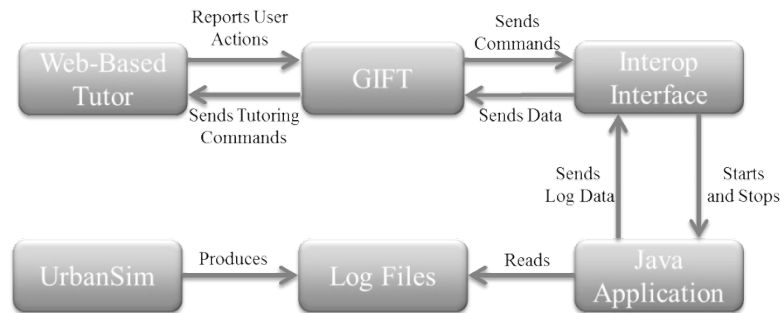 Reports User
Actions
Sends
Commands
Web-Based
Tutor
GIFT
Interop
Interface
Sends Tutoring
Commands
Sends Data
Sends
Log Data
Starts
and Stops
UrbanSim
Produces
Log Files
Reads
Java
Application